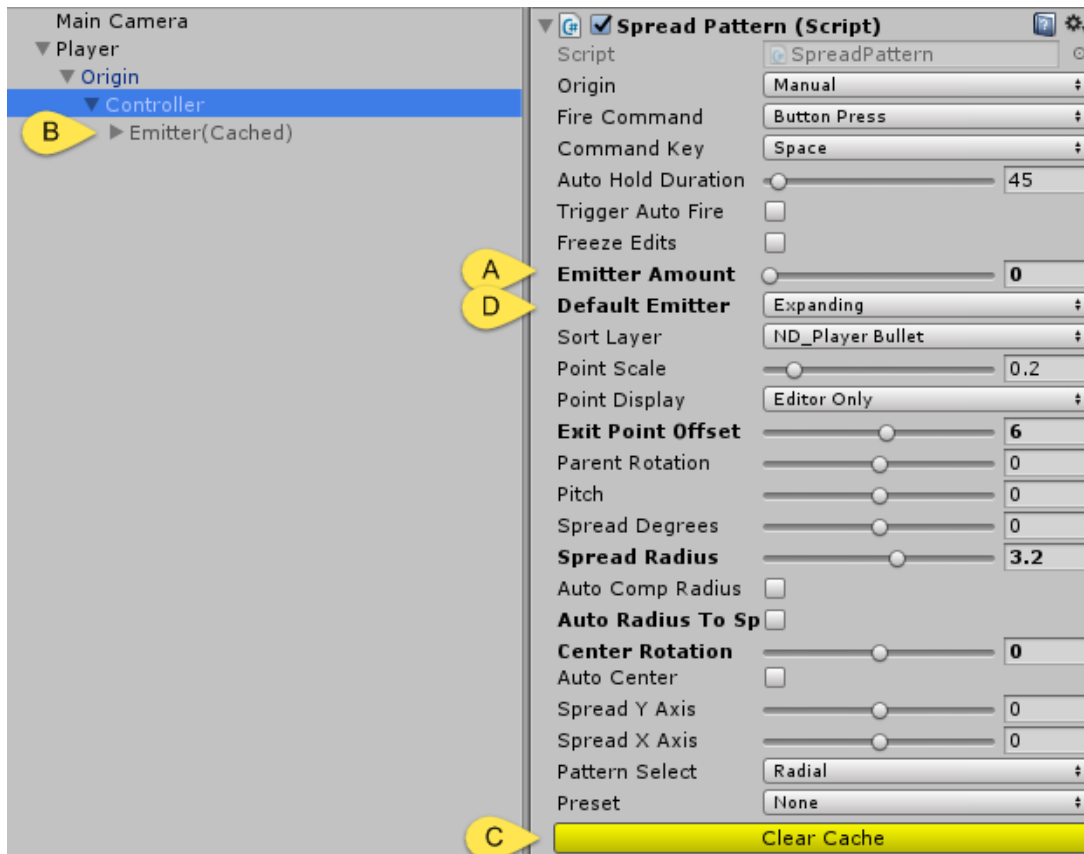 Main Camera
Player
Origin
Controller
B
Emitter(Cached)
Spread Pattern (Script)
Script SpreadPattern
Origin Manual
Fire Command Button Press
Command Key Space
Auto Hold Duration 45
Trigger Auto Fire
Freeze Edits
A Emitter Amount 0
D Default Emitter Expanding
Sort Layer ND_Player Bullet
Point Scale 0.2
Point Display Editor Only
Exit Point Offset 6
Parent Rotation 0
Pitch 0
Spread Degrees 0
Spread Radius 3.2
Auto Comp Radius
Auto Radius To Sp
Center Rotation 0
Auto Center
Spread Y Axis 0
Spread X Axis 0
Pattern Select Radial
Preset None
C Clear Cache